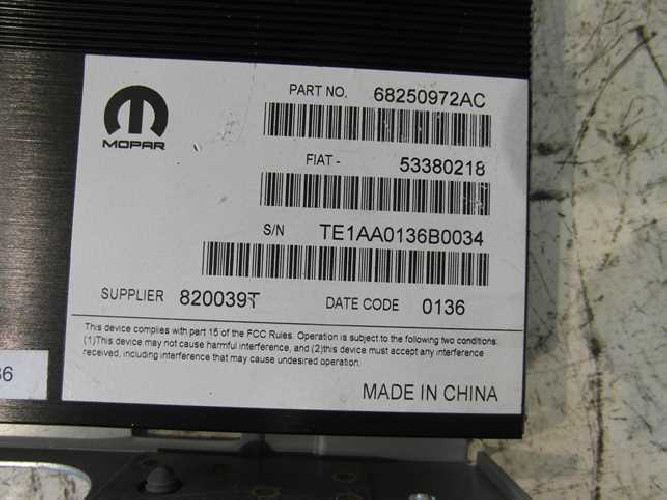 PART NO. 68250972AC
MOPAR
FIAT - 53380218
S/N TE1AA0136B0034
SUPPLIER 820039T DATE CODE 0136
This device complies with part 15 of the FCC Rules. Operation is subject to the following two conditions:
(1)This device may not cause harmful interference, and (2)this device must accept any interference
received, including interference that may cause undesired operation.
MADE IN CHINA